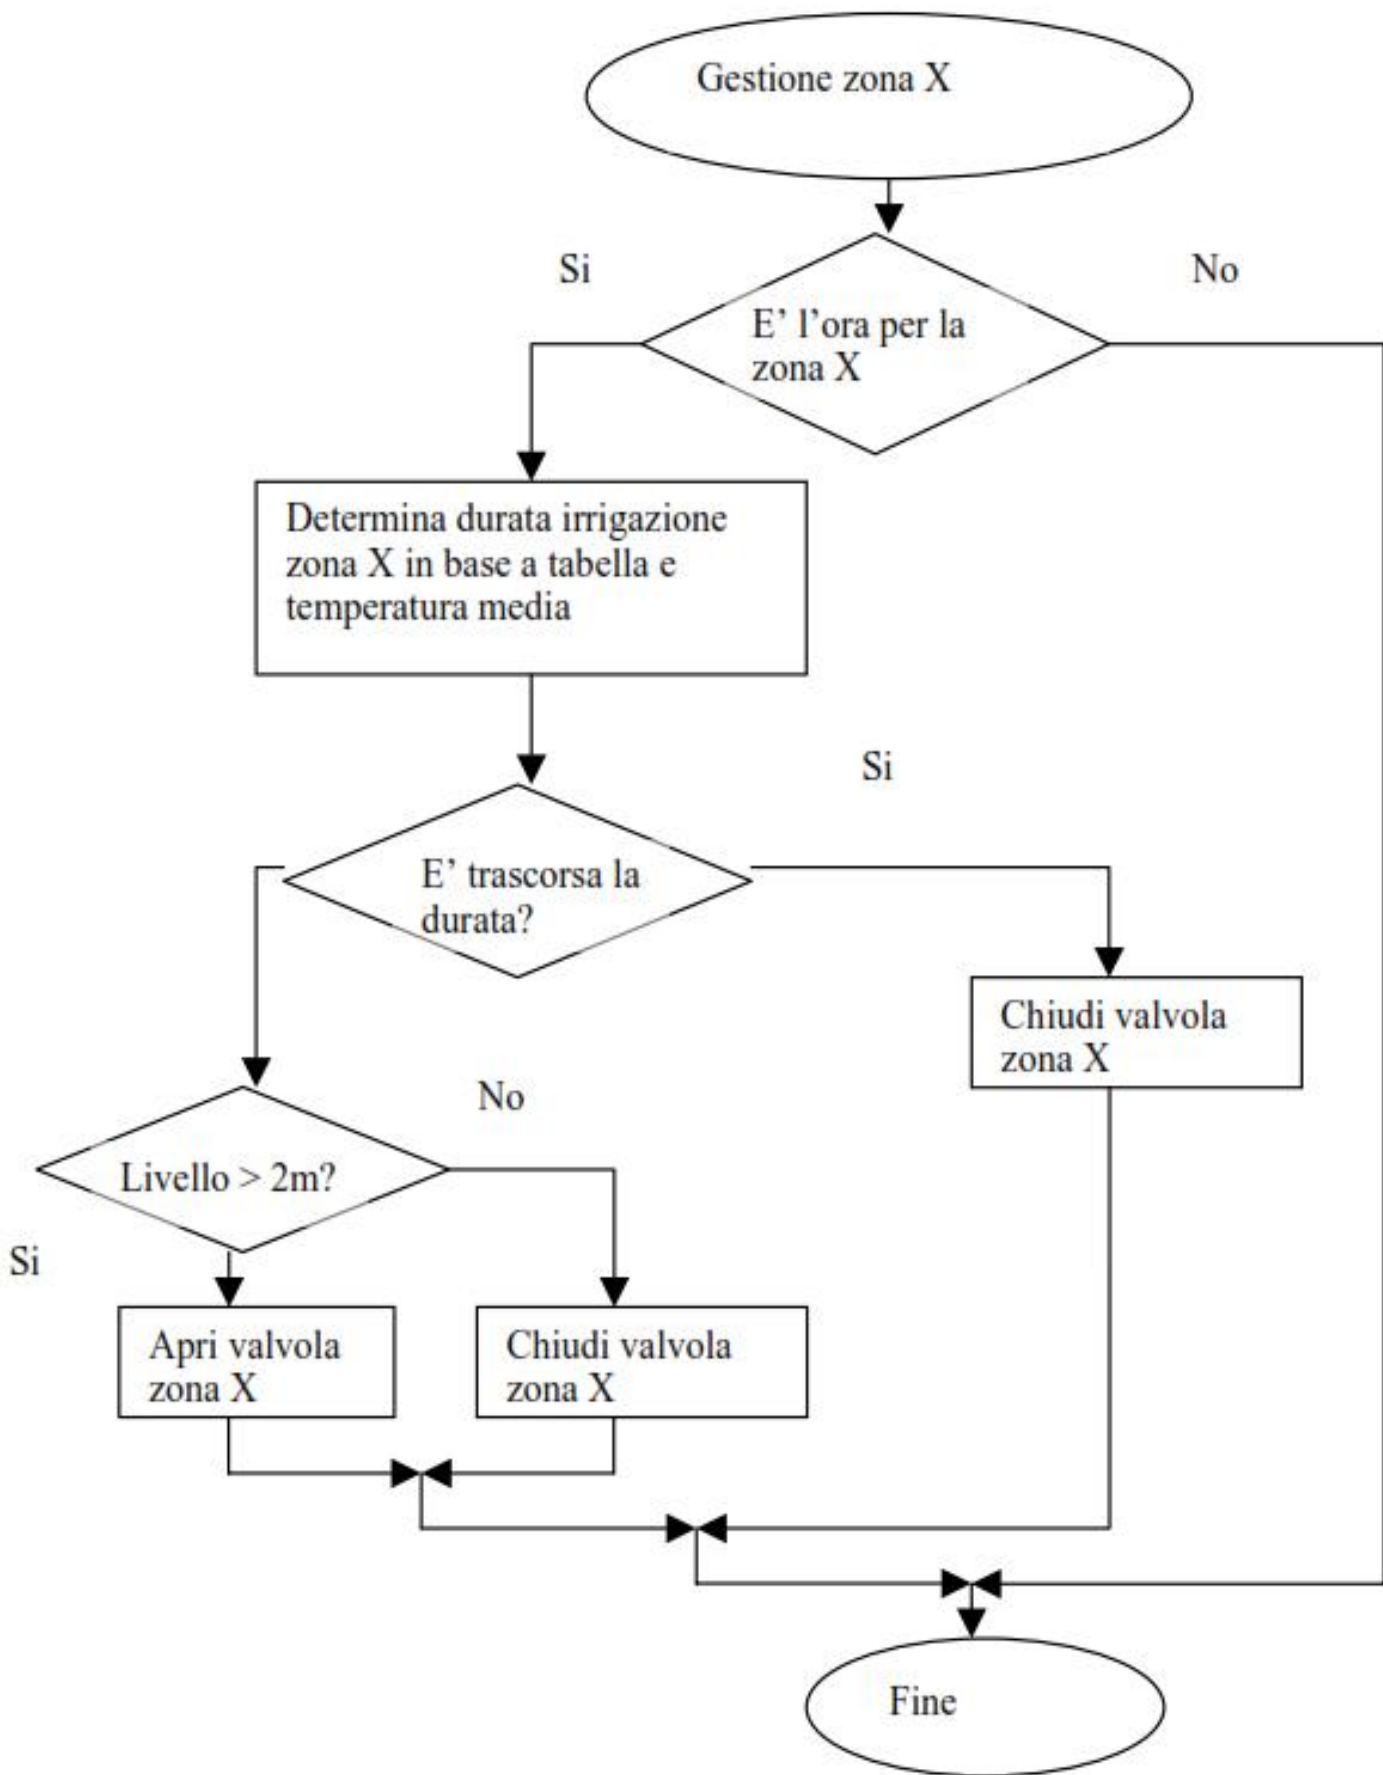 Gestione zona X
Si
No
E’ l’ora per la
zona X
Determina durata irrigazione
zona X in base a tabella e
temperatura media
Si
E’ trascorsa la
durata?
Chiudi valvola
zona X
No
Livello > 2m?
Si
Apri valvola
zona X
Chiudi valvola
zona X
Fine